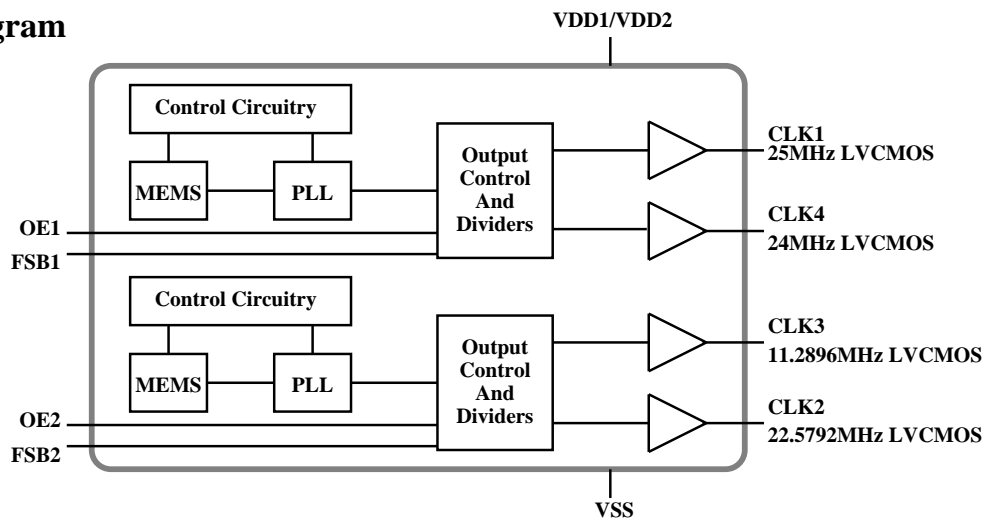 gram
VDD1/VDD2
Control Circuitry
MEMS
PLL
Output
Control
And
Dividers
CLK1
25MHz LVCMOS
CLK4
24MHz LVCMOS
OE1
FSB1
Control Circuitry
MEMS
PLL
Output
Control
And
Dividers
CLK3
11.2896MHz LVCMOS
CLK2
22.5792MHz LVCMOS
OE2
FSB2
VSS